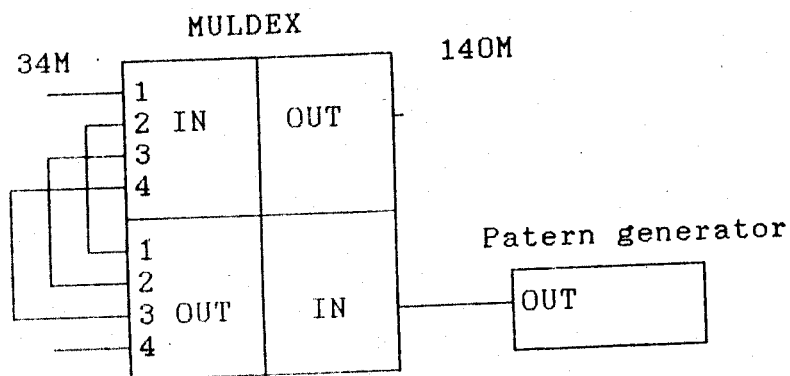 MULDEX
34M
140M
1
2 IN OUT
3
4
1
2
3 OUT IN
4
Patern generator
OUT